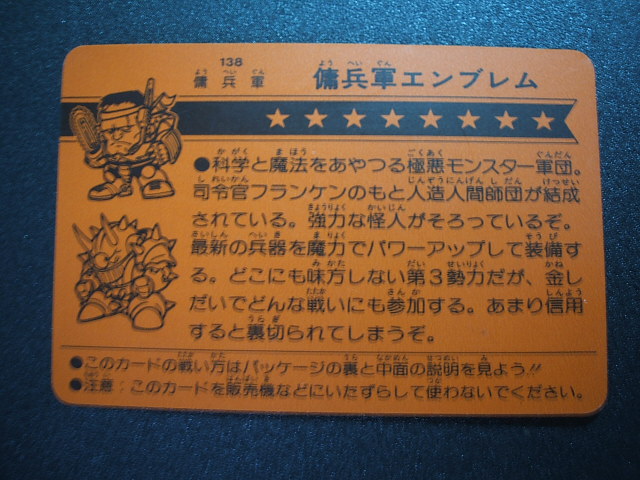 138
傭兵軍
傭兵軍エンブレム
★★★★★★★★
●科学と魔法をあやつる極悪モンスター軍団。
司令官フランケンのもと人造人間師団が結成
されている。強力な怪人がそろっているぞ。
最新の兵器を魔力でパワーアップして装備す
る。どこにも味方しない第3勢力だが、金し
だいでどんな戦いにも参加する。あまり信用
すると裏切られてしまうぞ。
●このカードの戦い方はパッケージの裏と中面の説明を見よう!!
●注意:このカードを販売機などにいたずらして使わないでください。